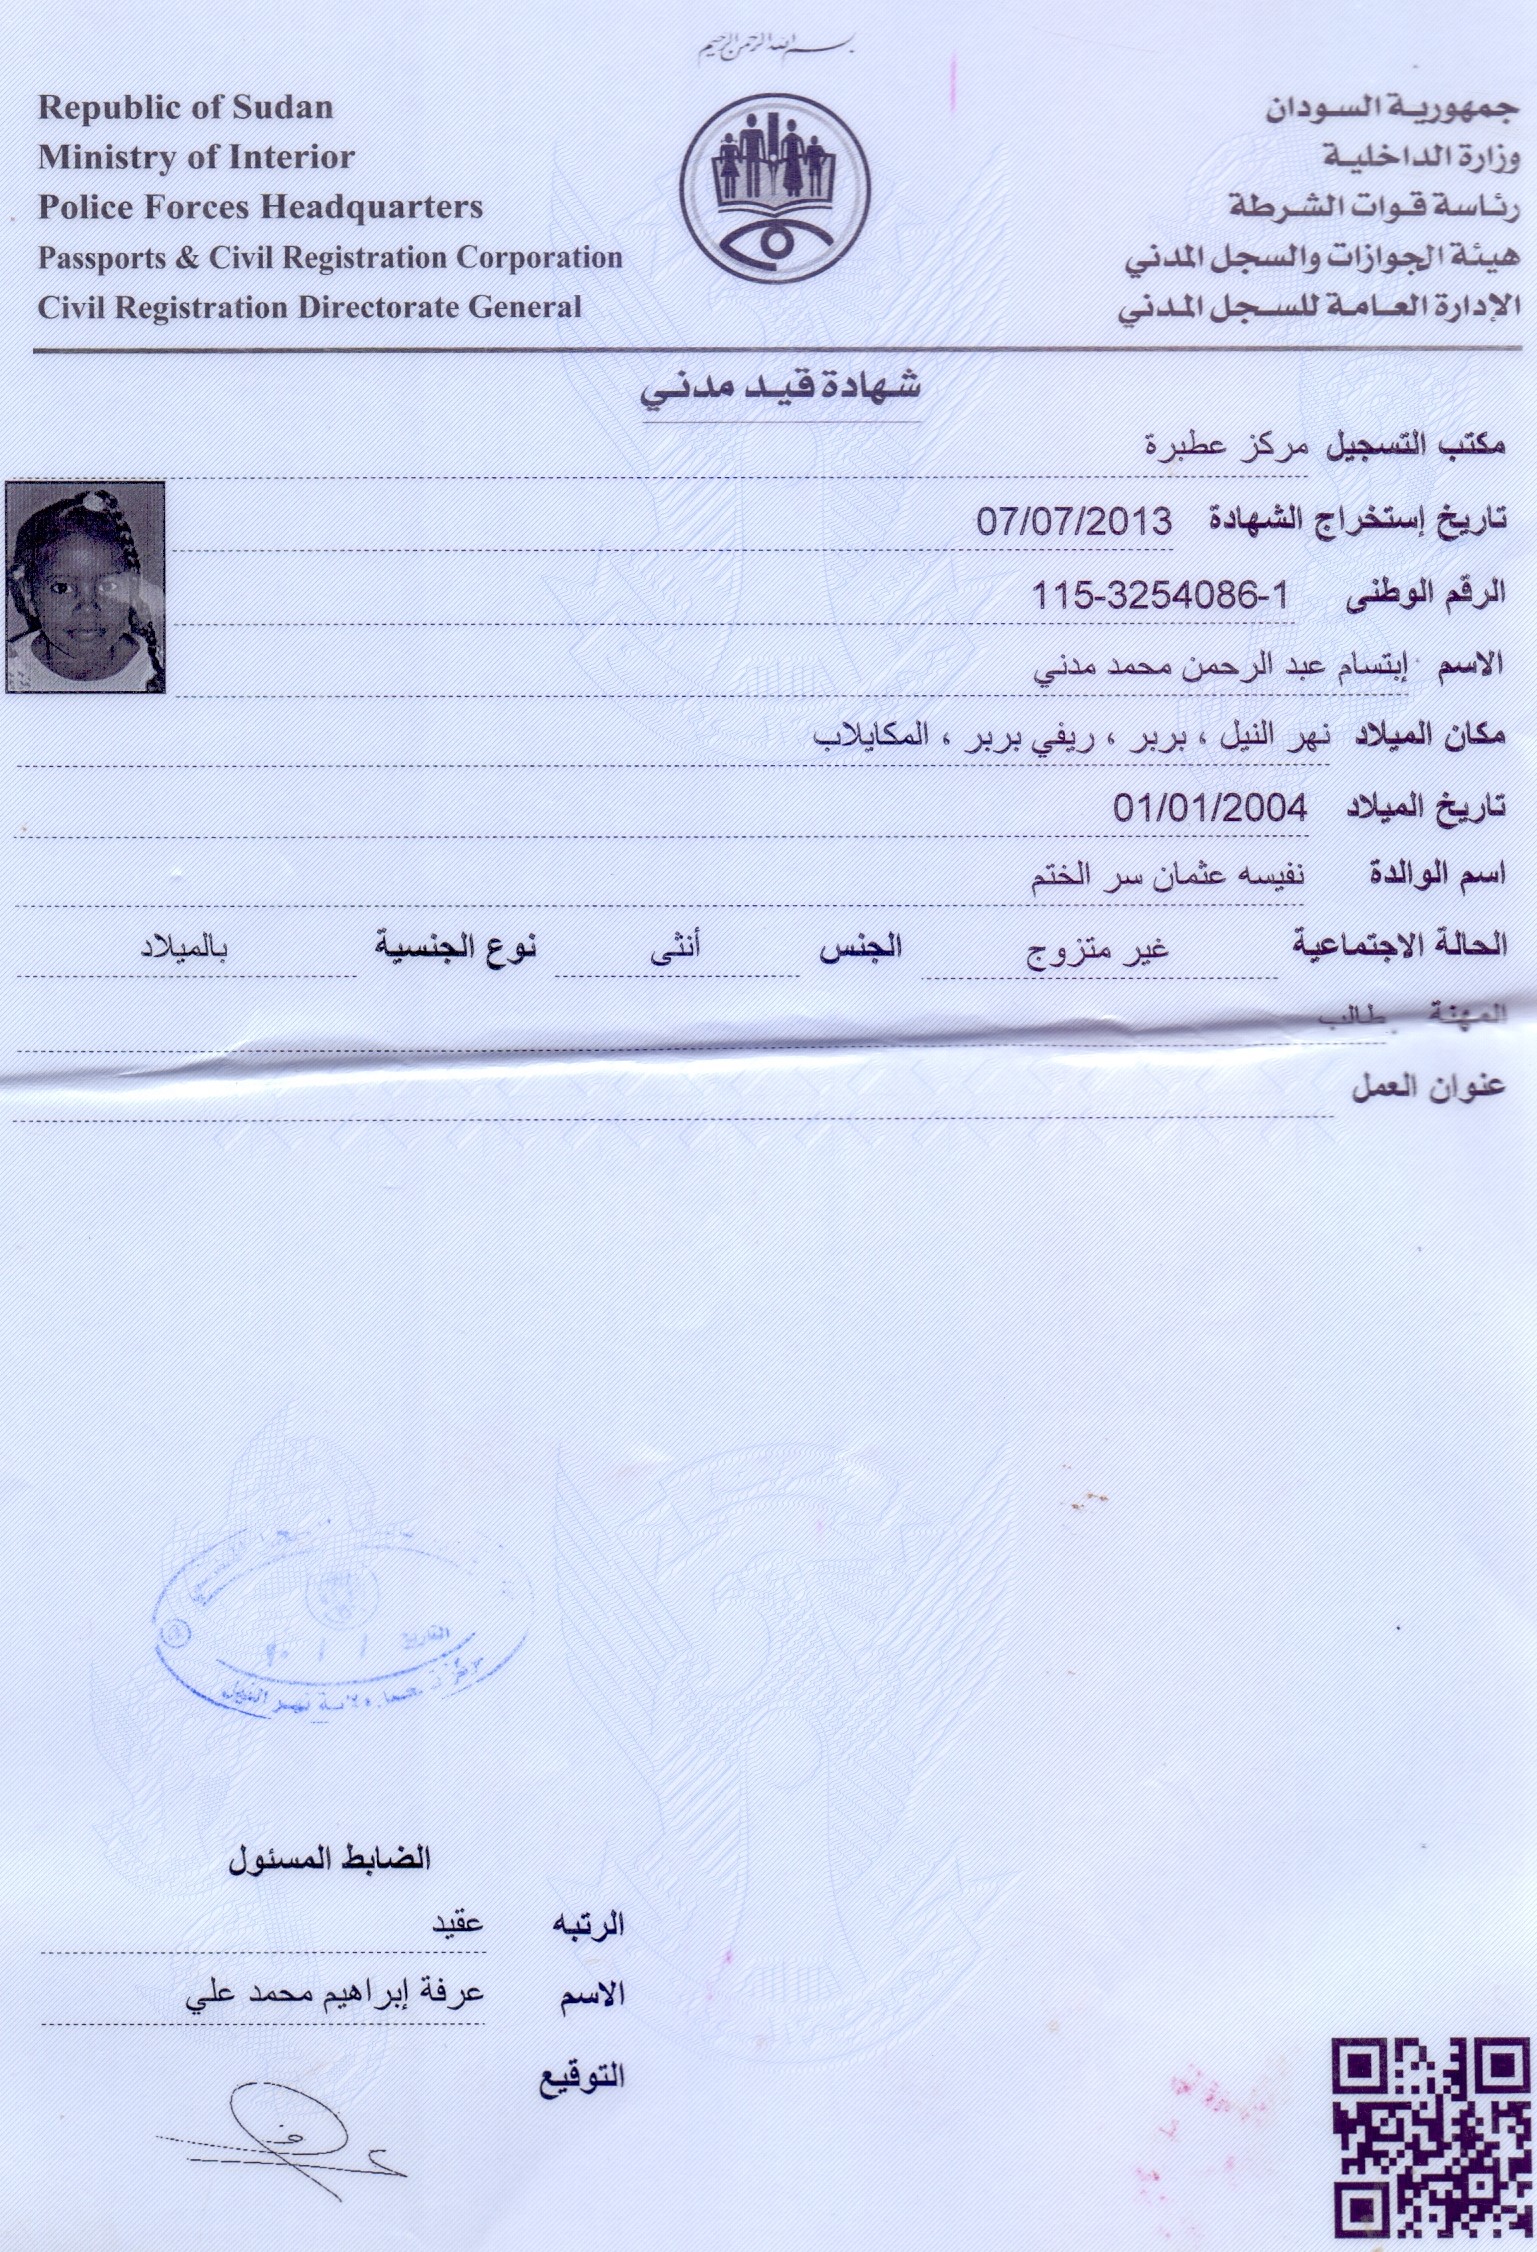 بسم الله الرحمن الرحيم
Republic of Sudan
Ministry of Interior
Police Forces Headquarters
Passports & Civil Registration Corporation
Civil Registration Directorate General
جمهورية السودان
وزارة الداخلية
رئاسة قوات الشرطة
هيئة الجوازات والسجل المدني
الإدارة العامة للسجل المدني
شهادة قيد مدني
مكتب التسجيل مركز عطبرة
تاريخ إستخراج الشهادة 07/07/2013
الرقم الوطنى 115-3254086-1
الاسم إبتسام عبد الرحمن محمد مدني
مكان الميلاد نهر النيل ، بربر ، ريفي بربر ، المكايلاب
تاريخ الميلاد 01/01/2004
اسم الوالدة نفيسه عثمان سر الختم
الحالة الاجتماعية غير متزوج الجنس أنثى نوع الجنسية بالميلاد
المهنة طالب
عنوان العمل
التاريخ / / ٢٠
ولاية نهر النيل
الضابط المسئول
الرتبه عقيد
الاسم عرفة إبراهيم محمد علي
التوقيع